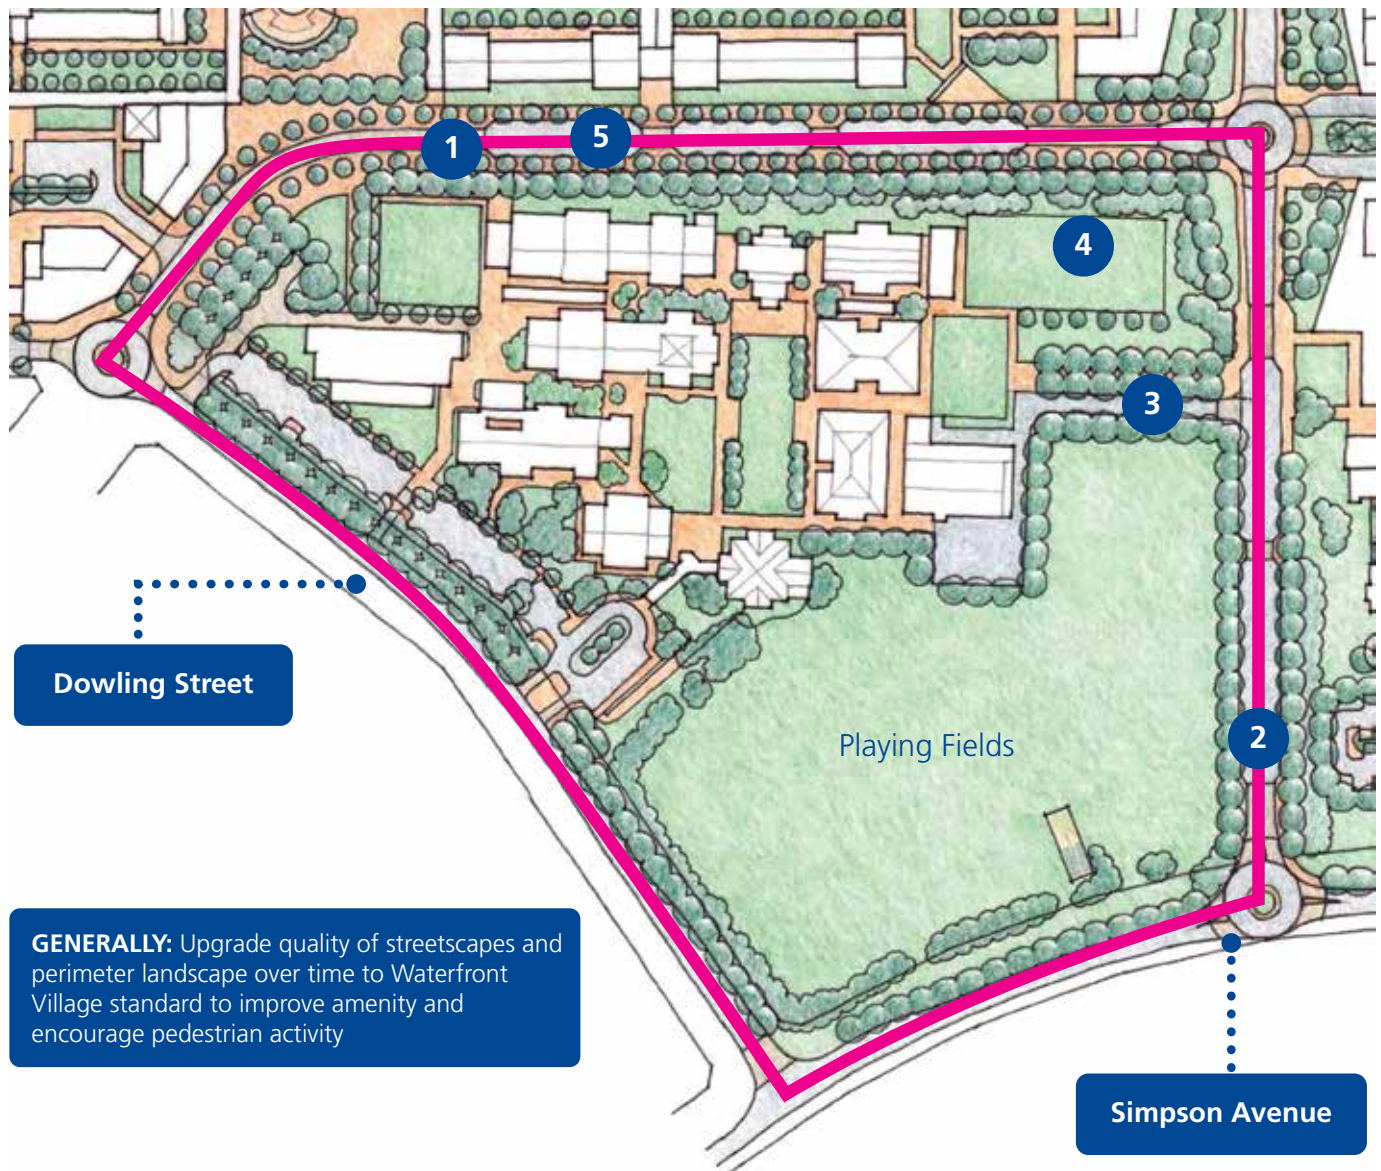 1
5
4
3
Dowling Street
2
Playing Fields
GENERALLY: Upgrade quality of streetscapes and
perimeter landscape over time to Waterfront
Village standard to improve amenity and
encourage pedestrian activity
Simpson Avenue